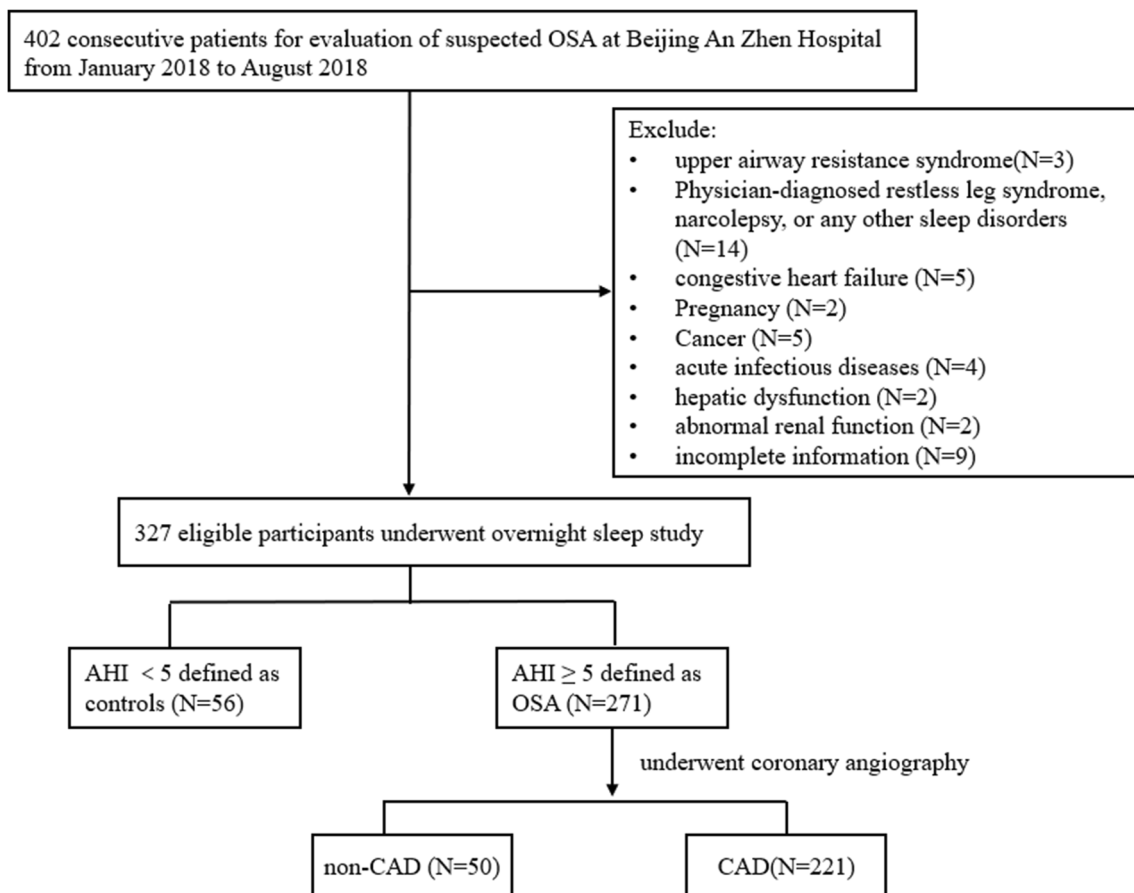 402 consecutive patients for evaluation of suspected OSA at Beijing An Zhen Hospital
from January 2018 to August 2018
Exclude:
• upper airway resistance syndrome(N=3)
• Physician-diagnosed restless leg syndrome,
narcolepsy, or any other sleep disorders
(N=14)
• congestive heart failure (N=5)
• Pregnancy (N=2)
• Cancer (N=5)
• acute infectious diseases (N=4)
• hepatic dysfunction (N=2)
• abnormal renal function (N=2)
• incomplete information (N=9)
327 eligible participants underwent overnight sleep study
AHI < 5 defined as
controls (N=56)
AHI ≥ 5 defined as
OSA (N=271)
underwent coronary angiography
non-CAD (N=50)
CAD(N=221)